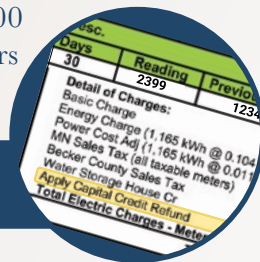 00
rs
esc.
Days Reading Previo
30 2399 1234
Detail of Charges:
Basic Charge
Energy Charge (1.165 kWh @ 0.104
Power Cost Adj (1.165 kWh @ 0.011
MN Sales Tax (all taxable meters)
Becker County Sales Tax
Water Storage House Cr
Apply Capital Credit Refund
Total Electric Charges - Mete